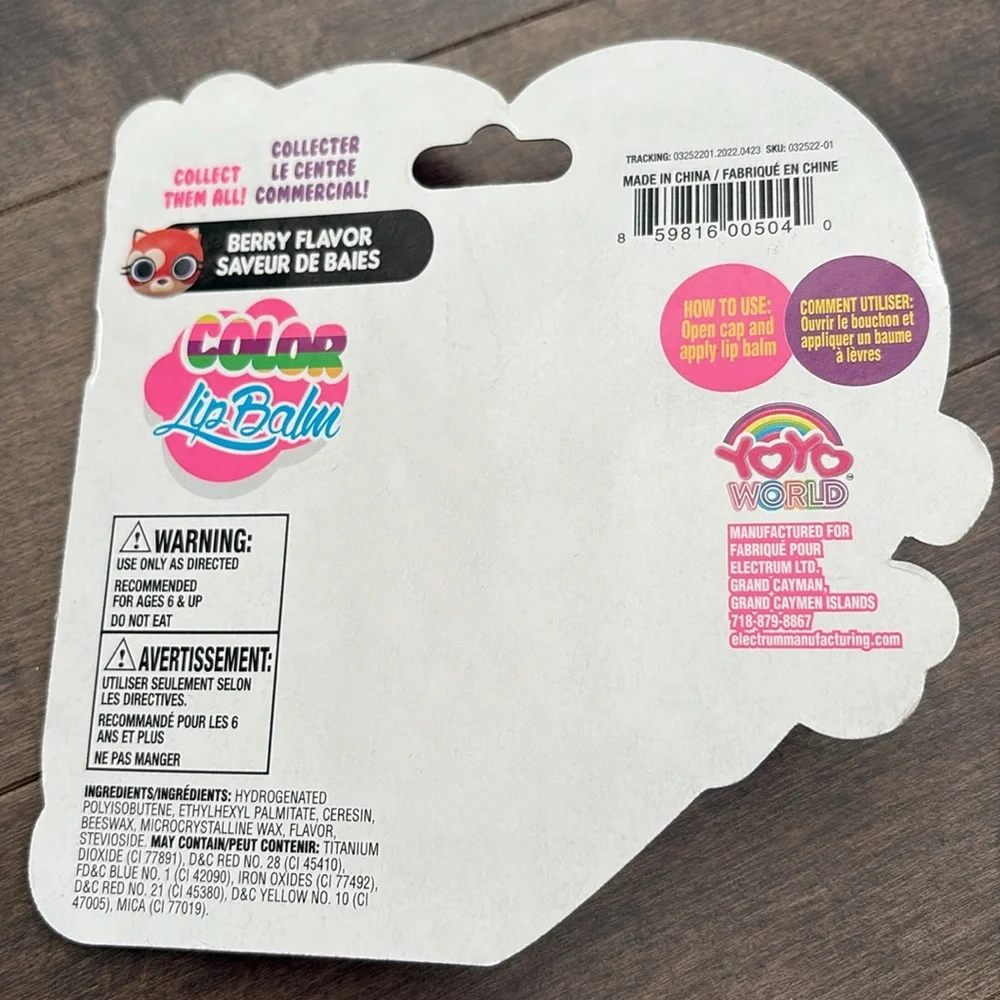 COLLECT
THEM ALL!
COLLECTER
LE CENTRE
COMMERCIAL!
BERRY FLAVOR
SAVEUR DE BAIES
COLOR
Lip Balm
WARNING:
USE ONLY AS DIRECTED
RECOMMENDED
FOR AGES 6 & UP
DO NOT EAT
AVERTISSEMENT:
UTILISER SEULEMENT SELON
LES DIRECTIVES.
RECOMMANDÉ POUR LES 6
ANS ET PLUS
NE PAS MANGER
INGREDIENTS/INGRÉDIENTS: HYDROGENATED
POLYISOBUTENE, ETHYLHEXYL PALMITATE, CERESIN,
BEESWAX, MICROCRYSTALLINE WAX, FLAVOR,
STEVIOSIDE. MAY CONTAIN/PEUT CONTENIR: TITANIUM
DIOXIDE (CI 77891), D&C RED NO. 28 (CI 45410),
FD&C BLUE NO. 1 (CI 42090), IRON OXIDES (CI 77492),
D&C RED NO. 21 (CI 45380), D&C YELLOW NO. 10 (CI
47005), MICA (CI 77019).
TRACKING: 03252201.2022.0423 SKU: 032522-01
MADE IN CHINA / FABRIQUÉ EN CHINE
8 59816 00504 0
HOW TO USE:
Open cap and
apply lip balm
COMMENT UTILISER:
Ouvrir le bouchon et
appliquer un baume
à lèvres
YOYO
WORLD
MANUFACTURED FOR
FABRIQUÉ POUR
ELECTRUM LTD.
GRAND CAYMAN,
GRAND CAYMEN ISLANDS
718-879-8867
electrummanufacturing.com